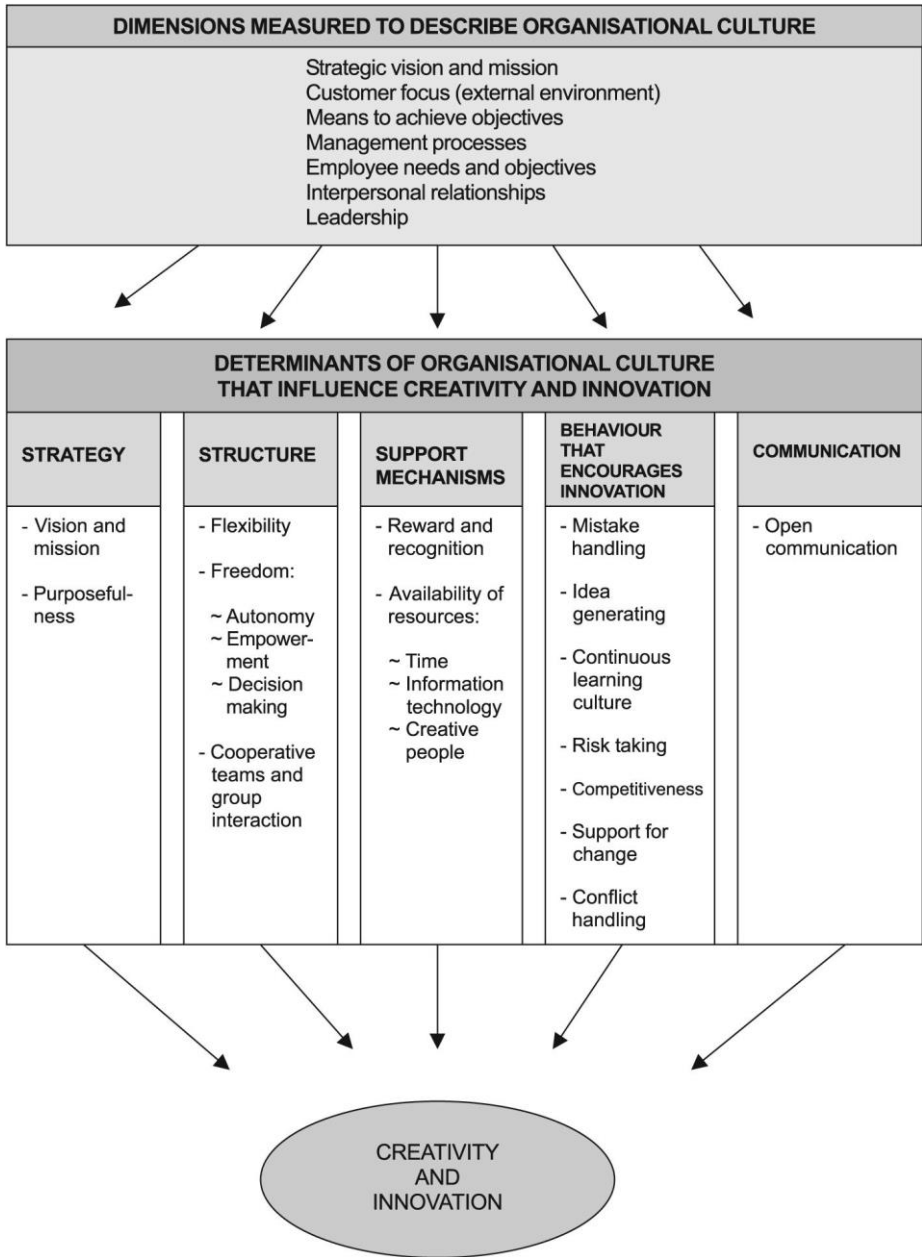 DIMENSIONS MEASURED TO DESCRIBE ORGANISATIONAL CULTURE
Strategic vision and mission
Customer focus (external environment)
Means to achieve objectives
Management processes
Employee needs and objectives
Interpersonal relationships
Leadership
DETERMINANTS OF ORGANISATIONAL CULTURE
THAT INFLUENCE CREATIVITY AND INNOVATION
STRATEGY
- Vision and
mission
- Purposeful-
ness
STRUCTURE
- Flexibility
- Freedom:
~ Autonomy
~ Empower-
ment
~ Decision
making
- Cooperative
teams and
group
interaction
SUPPORT
MECHANISMS
- Reward and
recognition
- Availability of
resources:
~ Time
~ Information
technology
~ Creative
people
BEHAVIOUR
THAT
ENCOURAGES
INNOVATION
- Mistake
handling
- Idea
generating
- Continuous
learning
culture
- Risk taking
- Competitiveness
- Support for
change
- Conflict
handling
COMMUNICATION
- Open
communication
CREATIVITY
AND
INNOVATION